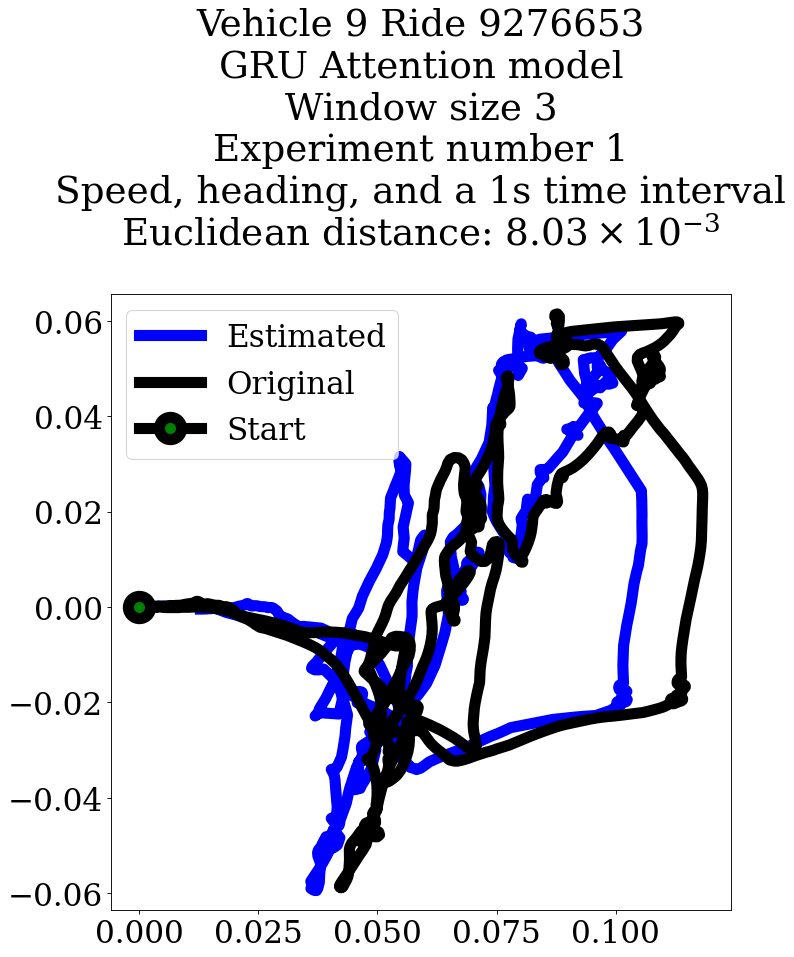 Vehicle 9 Ride 9276653
GRU Attention model
Window size 3
Experiment number 1
Speed, heading, and a 1s time interval
Euclidean distance: 8.03 × 10⁻³
Estimated
Original
Start
0.06
0.04
0.02
0.00
−0.02
−0.04
−0.06
0.000 0.025 0.050 0.075 0.100